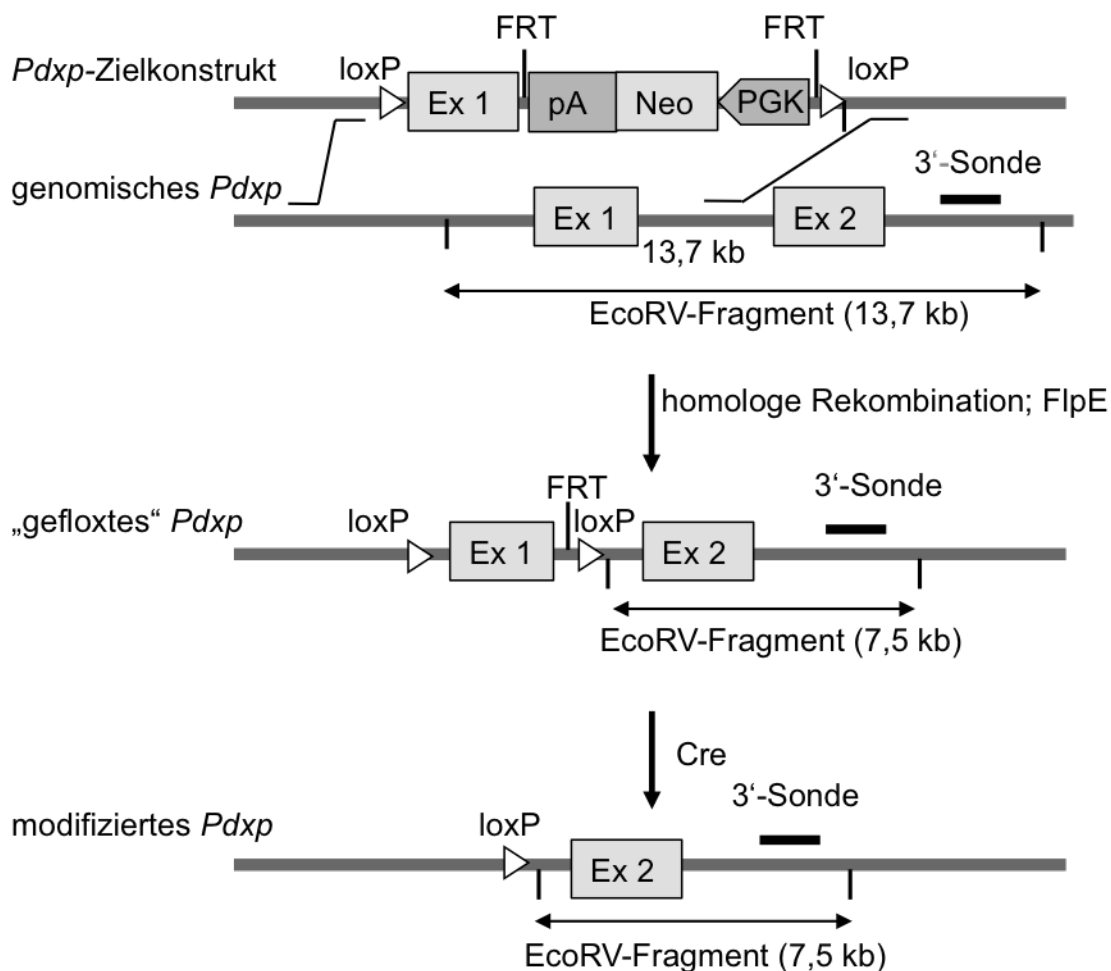 FRT FRT
Pdxp-Zielkonstrukt loxP loxP
Ex 1 pA Neo PGK
3‘-Sonde
genomisches Pdxp
Ex 1 Ex 2
13,7 kb
EcoRV-Fragment (13,7 kb)
homologe Rekombination; FlpE
FRT 3‘-Sonde
„gefloxtes“ Pdxp loxP loxP
Ex 1 Ex 2
EcoRV-Fragment (7,5 kb)
Cre
3‘-Sonde
modifiziertes Pdxp loxP
Ex 2
EcoRV-Fragment (7,5 kb)